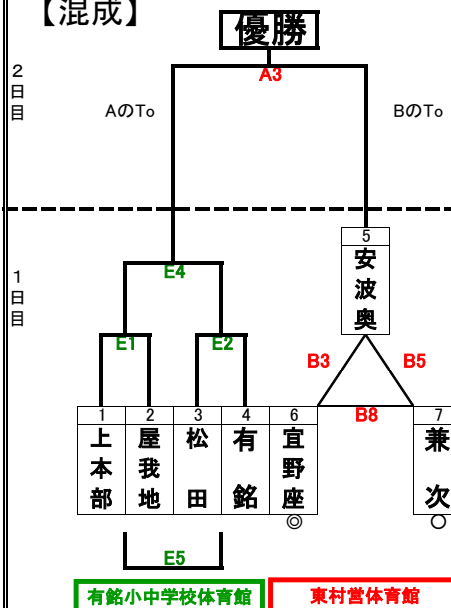 【混成】
優勝
A3
2日目
AのTo
BのTo
1日目
5
安波奥
E4
E1
E2
B3
B5
B8
1
2
3
4
6
7
上本部
屋我地
松田
有銘
宜野座
兼次
◎
○
E5
有銘小中学校体育館
東村営体育館